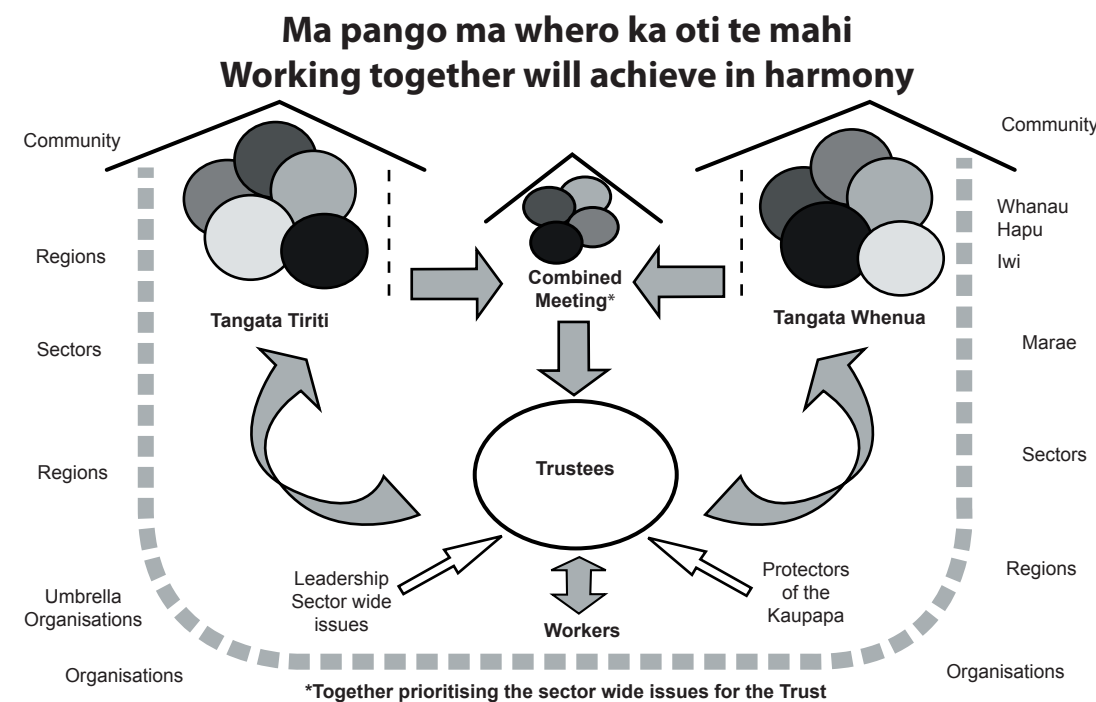 Ma pango ma whero ka oti te mahi
Working together will achieve in harmony
Community
Regions
Sectors
Regions
Umbrella
Organisations
Organisations
Tangata Tiriti
Combined
Meeting*
Tangata Whenua
Trustees
Leadership
Sector wide
issues
Workers
Protectors
of the
Kaupapa
Community
Whanau
Hapu
Iwi
Marae
Sectors
Regions
Organisations
*Together prioritising the sector wide issues for the Trust